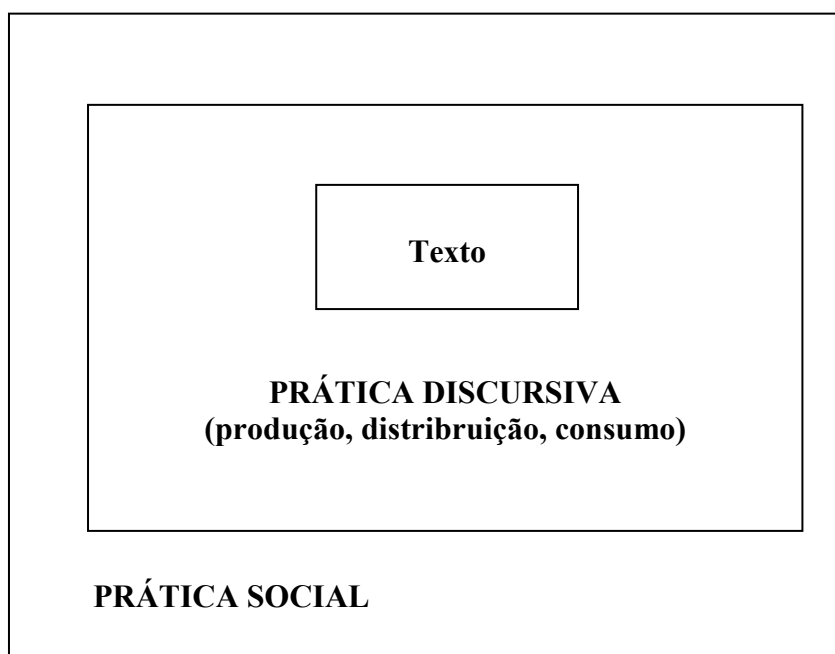 Texto
PRÁTICA DISCURSIVA
(produção, distribruição, consumo)
PRÁTICA SOCIAL